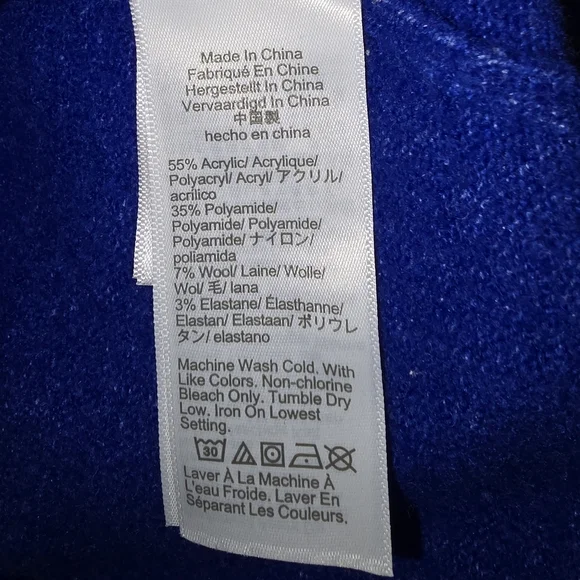 Made In China
Fabriqué En Chine
Hergestellt In China
Vervaardigd In China
中国製
hecho en china
55% Acrylic/ Acrylique/
Polyacryl/ Acryl/ アクリル/
acrílico
35% Polyamide/
Polyamide/ Polyamide/
Polyamide/ ナイロン/
poliamida
7% Wool/ Laine/ Wolle/
Wol/ 毛/ lana
3% Elastane/ Élasthanne/
Elastan/ Elastaan/ ポリウレ
タン/ elastano
Machine Wash Cold. With
Like Colors. Non-chlorine
Bleach Only. Tumble Dry
Low. Iron On Lowest
Setting.
30
Laver À La Machine À
L'eau Froide. Laver En
Séparant Les Couleurs.